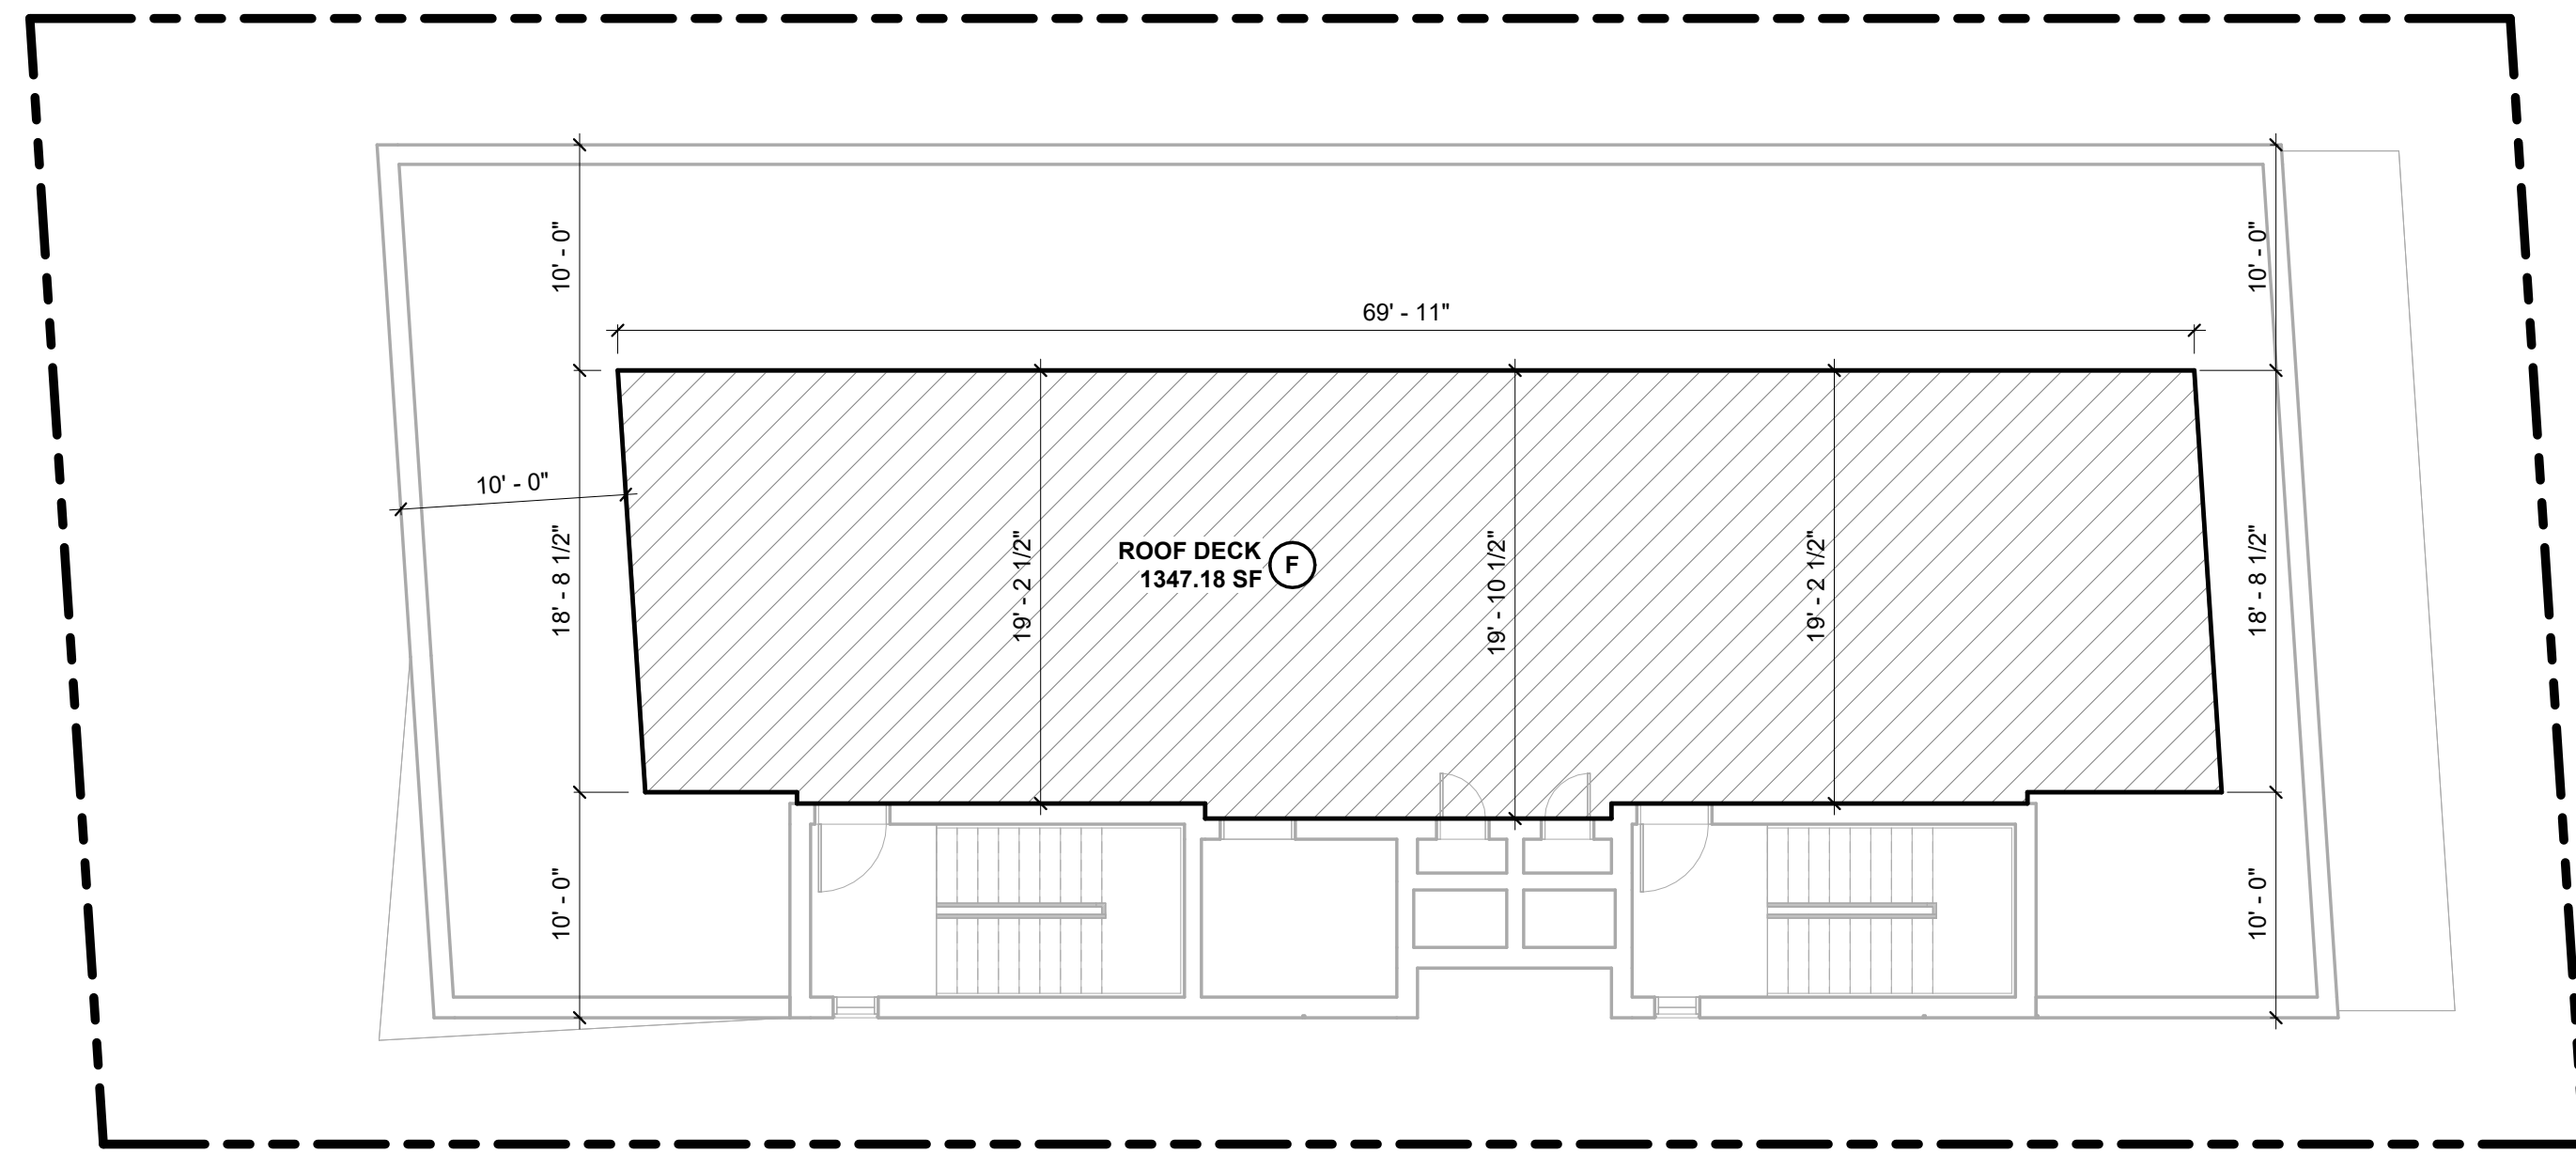 10' - 0"
10' - 0"
69' - 11"
10' - 0"
18' - 8 1/2"
19' - 2 1/2"
ROOF DECK
1347.18 SF
F
19' - 10 1/2"
19' - 2 1/2"
18' - 8 1/2"
10' - 0"
10' - 0"